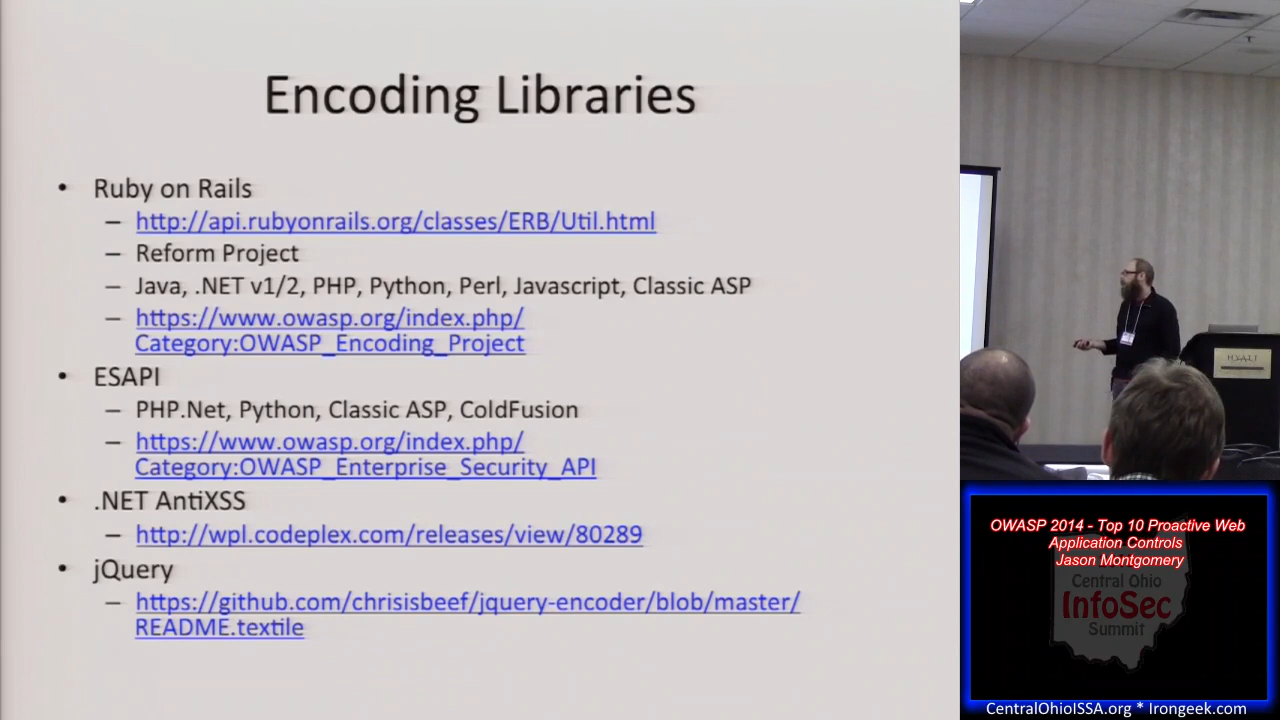 Encoding Libraries
• Ruby on Rails
– http://api.rubyonrails.org/classes/ERB/Util.html
– Reform Project
– Java, .NET v1/2, PHP, Python, Perl, Javascript, Classic ASP
– https://www.owasp.org/index.php/
Category:OWASP_Encoding_Project
• ESAPI
– PHP.Net, Python, Classic ASP, ColdFusion
– https://www.owasp.org/index.php/
Category:OWASP_Enterprise_Security_API
• .NET AntiXSS
– http://wpl.codeplex.com/releases/view/80289
• jQuery
– https://github.com/chrisisbeef/jquery-encoder/blob/master/
README.textile
HYATT
OWASP 2014 - Top 10 Proactive Web
Application Controls
Jason Montgomery
Central Ohio
InfoSec
Summit
CentralOhioISSA.org * Irongeek.com